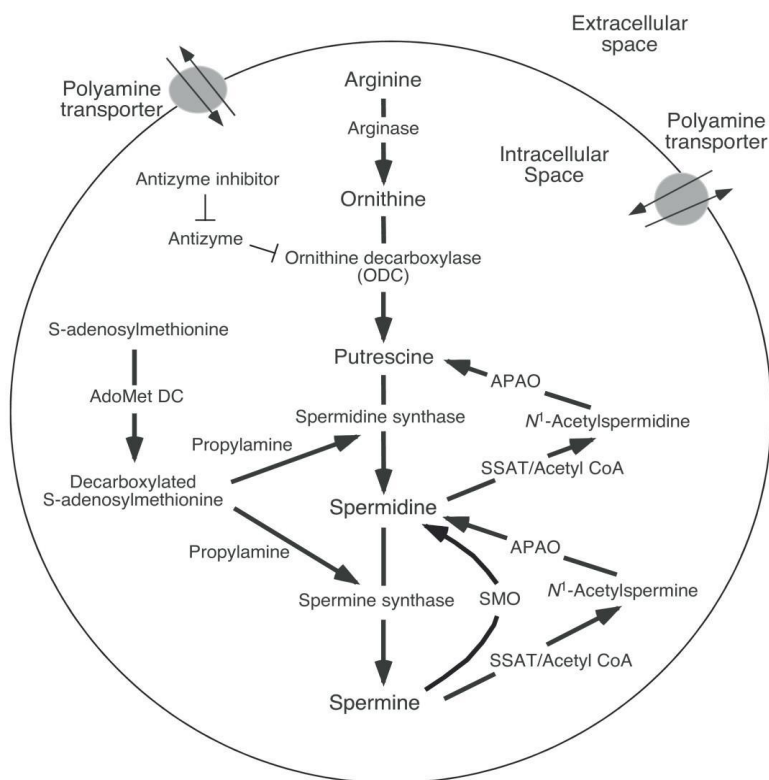 Extracellular
space
Polyamine
transporter
Arginine
Arginase
Polyamine
transporter
Intracellular
Space
Antizyme inhibitor
Ornithine
Antizyme
Ornithine decarboxylase
(ODC)
S-adenosylmethionine
Putrescine
APAO
AdoMet DC
Spermidine synthase
N¹-Acetylspermidine
Propylamine
SSAT/Acetyl CoA
Decarboxylated
S-adenosylmethionine
Spermidine
APAO
Propylamine
N¹-Acetylspermine
Spermine synthase
SMO
SSAT/Acetyl CoA
Spermine